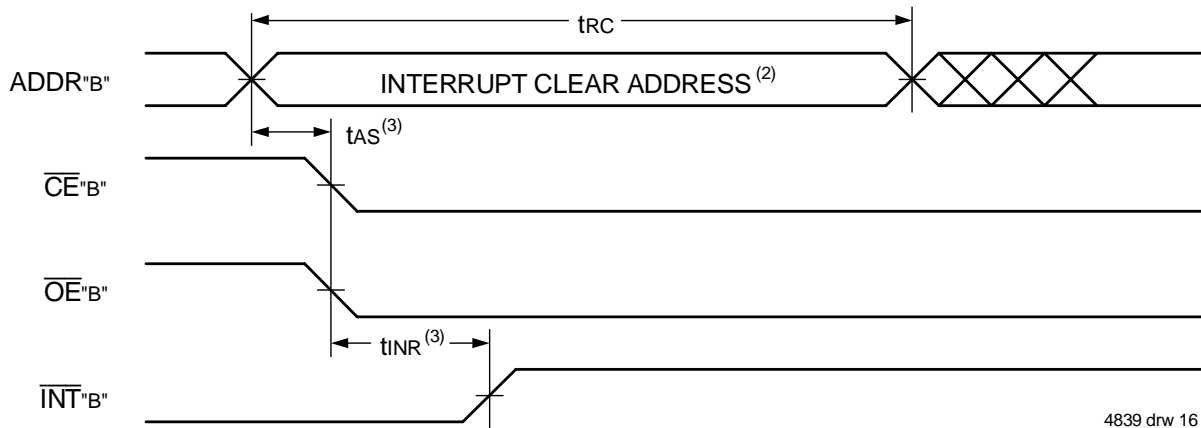 tRC
ADDR"B"
INTERRUPT CLEAR ADDRESS(2)
tAS(3)
CE"B"
OE"B"
tINR(3)
INT"B"
4839 drw 16